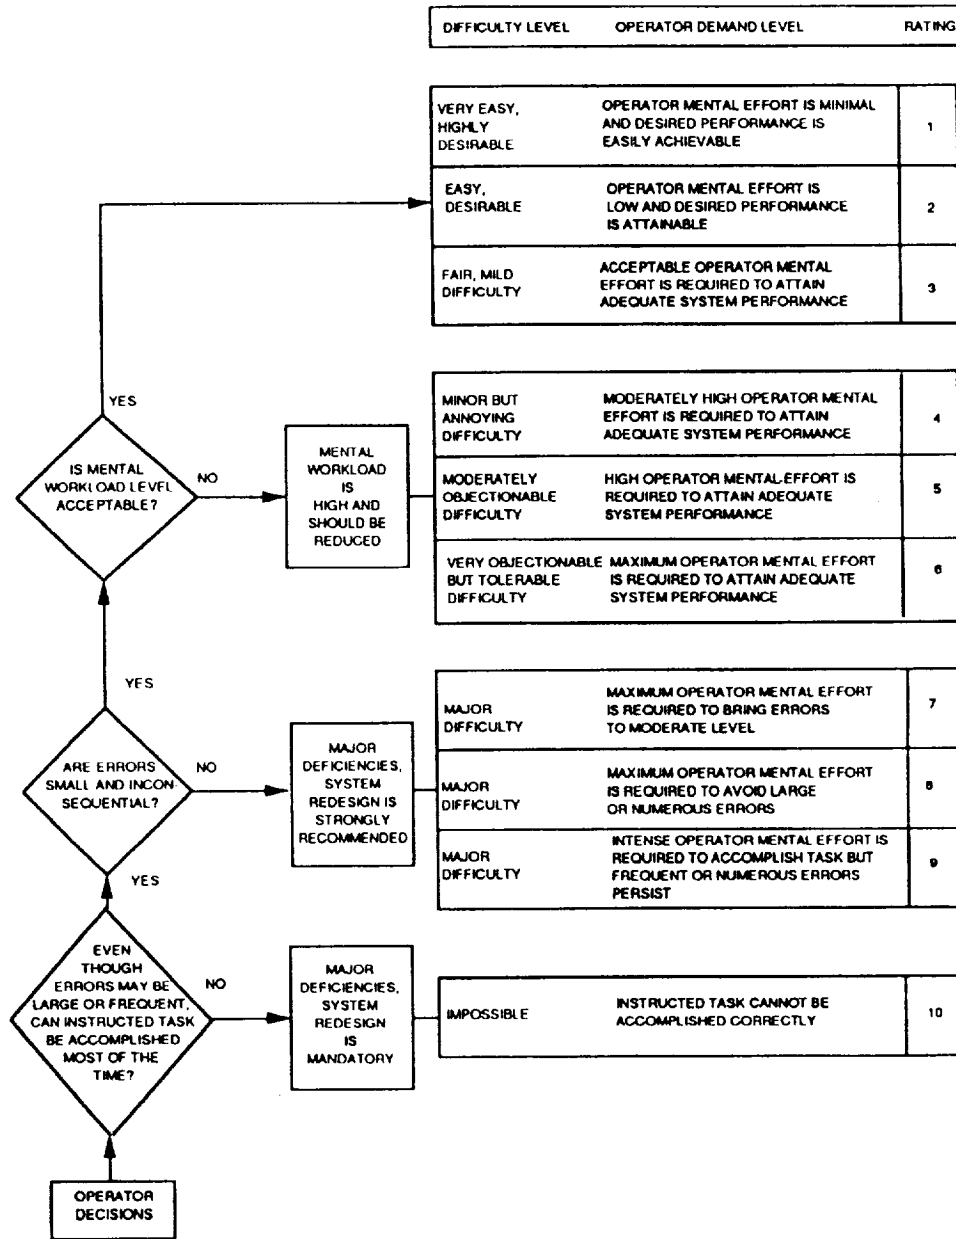 DIFFICULTY LEVEL OPERATOR DEMAND LEVEL RATING
VERY EASY, OPERATOR MENTAL EFFORT IS MINIMAL
HIGHLY AND DESIRED PERFORMANCE IS 1
DESIRABLE EASILY ACHIEVABLE
EASY, OPERATOR MENTAL EFFORT IS
DESIRABLE LOW AND DESIRED PERFORMANCE 2
IS ATTAINABLE
FAIR, MILD ACCEPTABLE OPERATOR MENTAL
DIFFICULTY EFFORT IS REQUIRED TO ATTAIN 3
ADEQUATE SYSTEM PERFORMANCE
YES
IS MENTAL
WORKLOAD LEVEL
ACCEPTABLE?
NO
MENTAL
WORKLOAD
IS
HIGH AND
SHOULD BE
REDUCED
MINOR BUT MODERATELY HIGH OPERATOR MENTAL
ANNOYING EFFORT IS REQUIRED TO ATTAIN 4
DIFFICULTY ADEQUATE SYSTEM PERFORMANCE
MODERATELY HIGH OPERATOR MENTAL-EFFORT IS
OBJECTIONABLE REQUIRED TO ATTAIN ADEQUATE 5
DIFFICULTY SYSTEM PERFORMANCE
VERY OBJECTIONABLE MAXIMUM OPERATOR MENTAL EFFORT
BUT TOLERABLE IS REQUIRED TO ATTAIN ADEQUATE 6
DIFFICULTY SYSTEM PERFORMANCE
YES
ARE ERRORS
SMALL AND INCON-
SEQUENTIAL?
NO
MAJOR
DEFICIENCIES,
SYSTEM
REDESIGN IS
STRONGLY
RECOMMENDED
MAJOR MAXIMUM OPERATOR MENTAL EFFORT
DIFFICULTY IS REQUIRED TO BRING ERRORS 7
TO MODERATE LEVEL
MAJOR MAXIMUM OPERATOR MENTAL EFFORT
DIFFICULTY IS REQUIRED TO AVOID LARGE 8
OR NUMEROUS ERRORS
MAJOR INTENSE OPERATOR MENTAL EFFORT IS
DIFFICULTY REQUIRED TO ACCOMPLISH TASK BUT 9
FREQUENT OR NUMEROUS ERRORS
PERSIST
YES
EVEN
THOUGH
ERRORS MAY BE
LARGE OR FREQUENT,
CAN INSTRUCTED TASK
BE ACCOMPLISHED
MOST OF THE
TIME?
NO
MAJOR
DEFICIENCIES,
SYSTEM
REDESIGN
IS
MANDATORY
IMPOSSIBLE INSTRUCTED TASK CANNOT BE 10
ACCOMPLISHED CORRECTLY
OPERATOR
DECISIONS